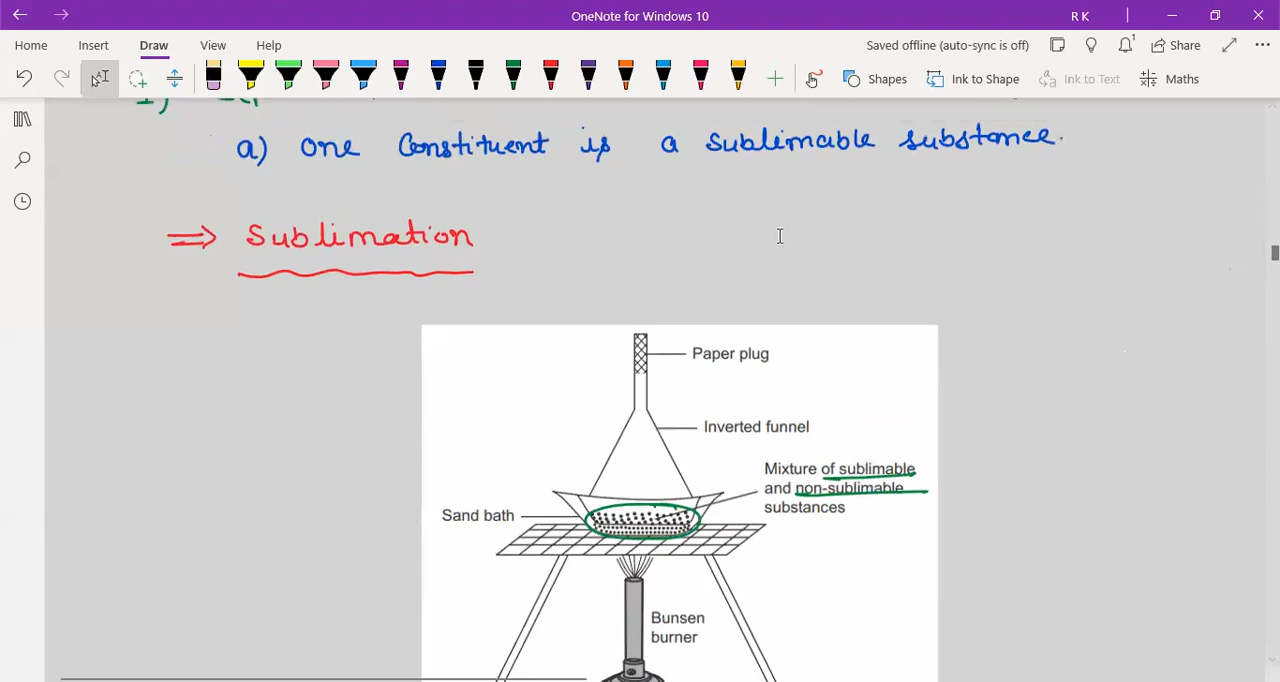 OneNote for Windows 10
R K
Home Insert Draw View Help
Saved offline (auto-sync is off)
1
Share
Shapes
Ink to Shape
Ink to Text
Maths
a) One Constituent is a sublimable substance.
⇒ Sublimation
Paper plug
Inverted funnel
Mixture of sublimable
and non-sublimable
substances
Sand bath
Bunsen
burner